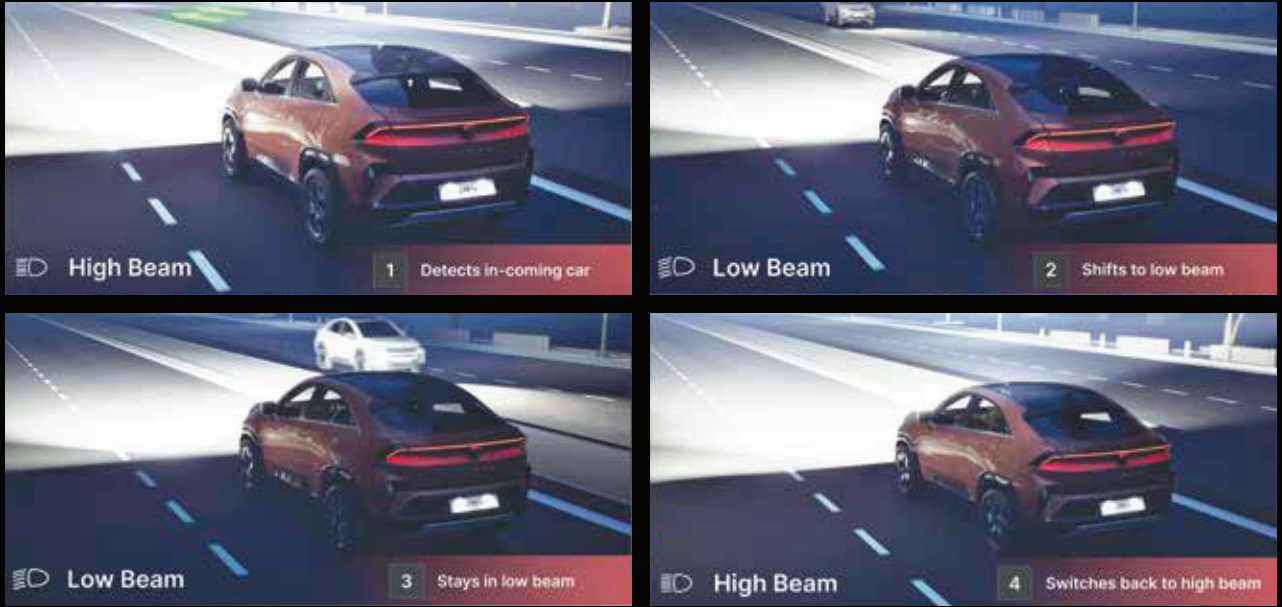 High Beam
1 Detects in-coming car
Low Beam
2 Shifts to low beam
Low Beam
3 Stays in low beam
High Beam
4 Switches back to high beam